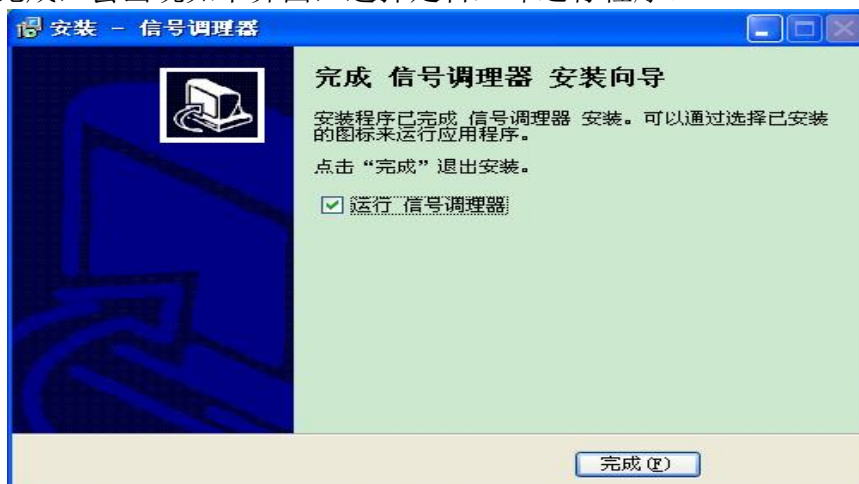 安装 - 信号调理器
完成 信号调理器 安装向导
安装程序已完成 信号调理器 安装。可以通过选择已安装
的图标来运行应用程序。
点击“完成”退出安装。
运行 信号调理器
完成(F)